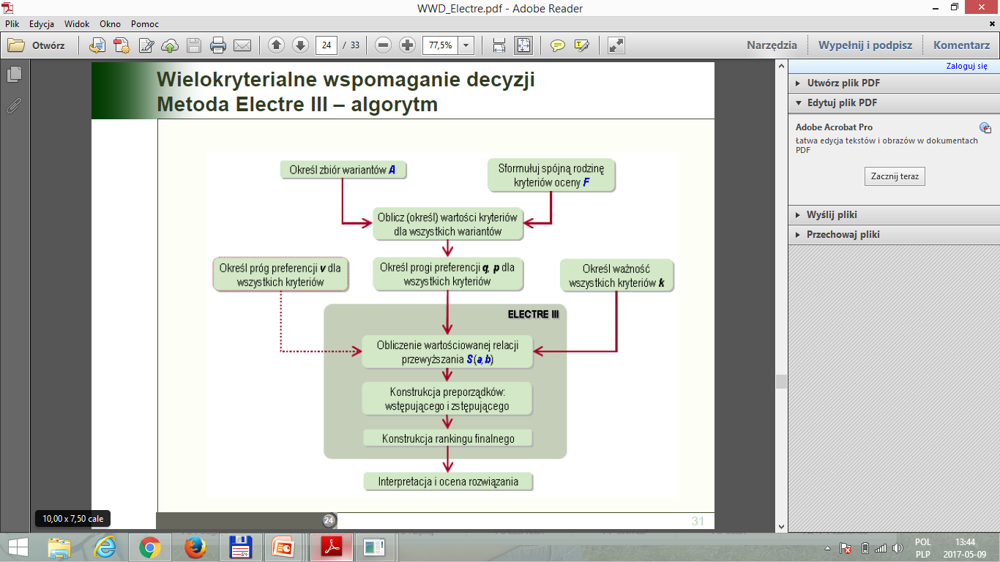 WWD_Electre.pdf - Adobe Reader
Plik Edycja Widok Okno Pomoc
Otwórz
24 / 33
77,5%
Narzędzia
Wypełnij i podpisz
Komentarz
Zaloguj się
Utwórz plik PDF
Edytuj plik PDF
Adobe Acrobat Pro
Łatwa edycja tekstów i obrazów w dokumentach
PDF
Zacznij teraz
Wyślij pliki
Przechowaj pliki
Wielokryterialne wspomaganie decyzji
Metoda Electre III – algorytm
Określ zbiór wariantów A
Sformułuj spójną rodzinę
kryteriów oceny F
Oblicz (określ) wartości kryteriów
dla wszystkich wariantów
Określ próg preferencji v dla
wszystkich kryteriów
Określ progi preferencji q, p dla
wszystkich kryteriów
Określ ważność
wszystkich kryteriów k
ELECTRE III
Obliczenie wartościowanej relacji
przewyższania S(a,b)
Konstrukcja preporządków:
wstępującego i zstępującego
Konstrukcja rankingu finalnego
Interpretacja i ocena rozwiązania
10,00 x 7,50 cale
24
31
POL
PLP
13:44
2017-05-09